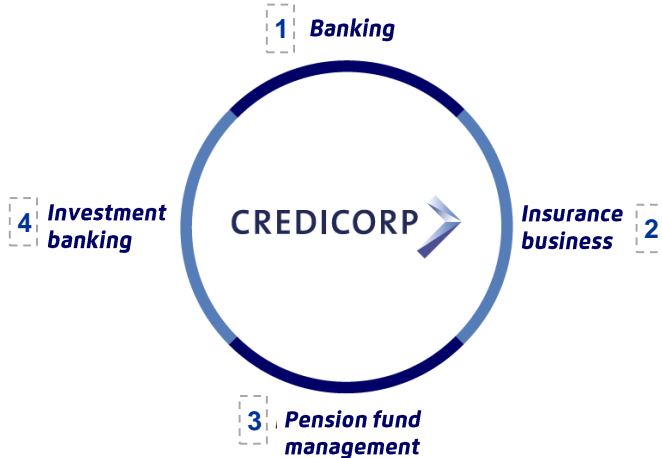 1 Banking
4 Investment
banking
CREDICORP
Insurance
business 2
3 Pension fund
management